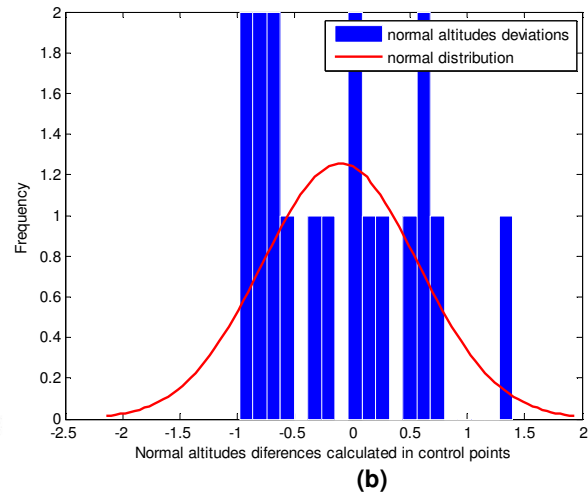 2
1.8
1.6
1.4
1.2
1
0.8
0.6
0.4
0.2
0
Frequency
normal altitudes deviations
normal distribution
-2.5 -2 -1.5 -1 -0.5 0 0.5 1 1.5 2
Normal altitudes diferences calculated in control points
(b)